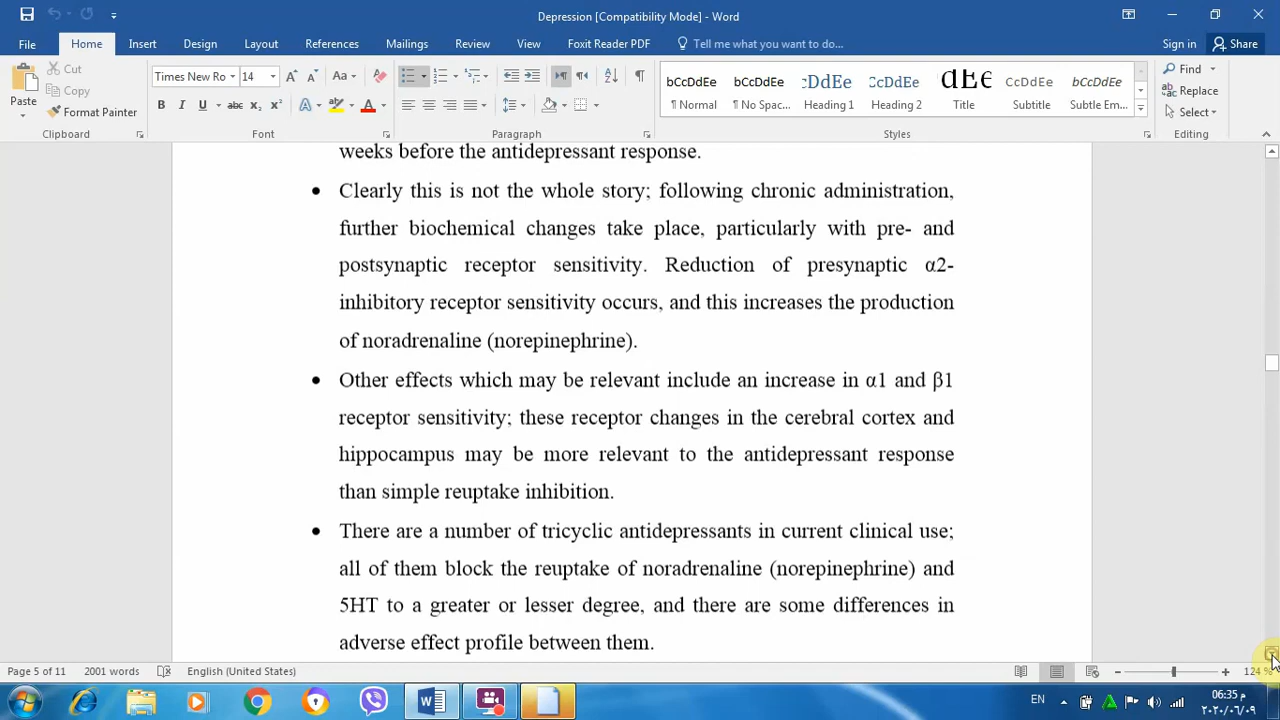 Depression [Compatibility Mode] - Word
File Home Insert Design Layout References Mailings Review View Foxit Reader PDF Tell me what you want to do... Sign in Share
Paste
Cut
Copy
Format Painter
Clipboard
Times New Ro 14
Font
Paragraph
bCcDdEe bCcDdEe CcDdEe CcDdEe dEe CcDdEe bCcDdEe
¶ Normal ¶ No Spac... Heading 1 Heading 2 Title Subtitle Subtle Em...
Styles
Find
Replace
Select
Editing
weeks before the antidepressant response.
• Clearly this is not the whole story; following chronic administration,
further biochemical changes take place, particularly with pre- and
postsynaptic receptor sensitivity. Reduction of presynaptic α2-
inhibitory receptor sensitivity occurs, and this increases the production
of noradrenaline (norepinephrine).
• Other effects which may be relevant include an increase in α1 and β1
receptor sensitivity; these receptor changes in the cerebral cortex and
hippocampus may be more relevant to the antidepressant response
than simple reuptake inhibition.
• There are a number of tricyclic antidepressants in current clinical use;
all of them block the reuptake of noradrenaline (norepinephrine) and
5HT to a greater or lesser degree, and there are some differences in
adverse effect profile between them.
Page 5 of 11 2001 words English (United States) 124 %
EN
06:35 م
٢٠٢٠/٠٦/٠٩